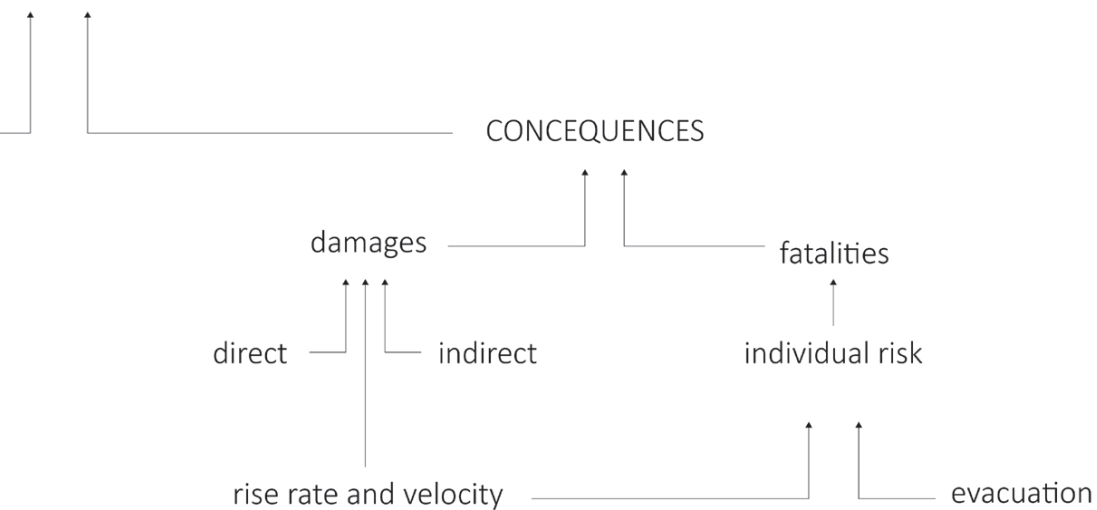 CONCEQUENCES
damages
fatalities
direct
indirect
individual risk
rise rate and velocity
evacuation